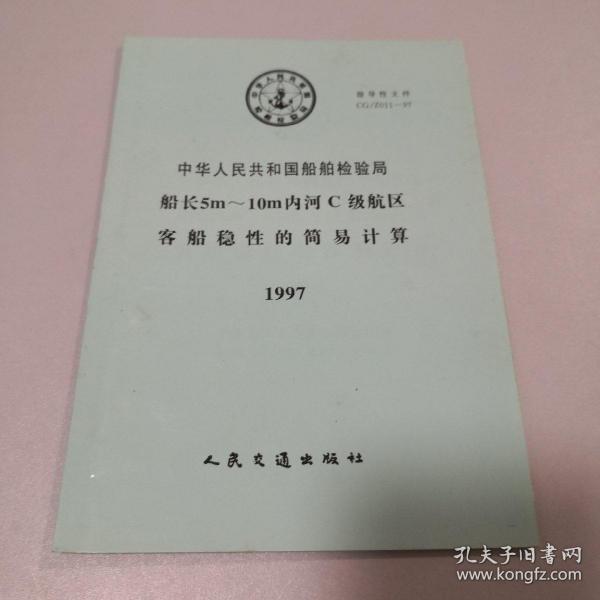 指导性文件
CG/Z011—97
中华人民共和国船舶检验局
船长5m～10m内河C级航区
客船稳性的简易计算
1997
人民交通出版社
孔夫子旧书网
www.kongfz.com